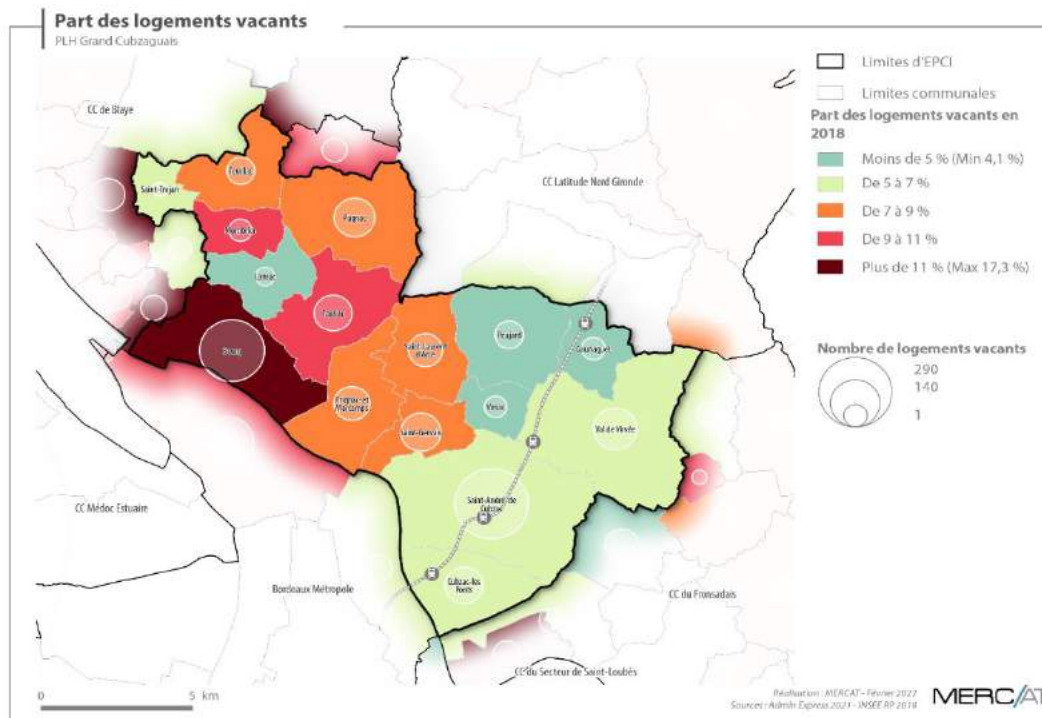 Part des logements vacants
PLH Grand Cubzaguais
CC de Blaye
Limites d'EPCI
Limites communales
Part des logements vacants en
2018
Moins de 5 % (Min 4,1 %)
De 5 à 7 %
De 7 à 9 %
De 9 à 11 %
Plus de 11 % (Max 17,3 %)
Nombre de logements vacants
290
140
1
CC Latitude Nord Gironde
Saint-Trojan
Teuillac
Pugnac
Mombrier
Lansac
Tauriac
Bourg
Saint-Laurent
d'Arce
Peujard
Gauriaguet
Prignac-et
Marcamps
Virsac
Saint-Gervais
Val de Virvée
Saint-André-de
Cubzac
CC Médoc Estuaire
Cubzac-les
Ponts
Bordeaux Métropole
CC du Fronsadais
CC du Secteur de Saint-Loubès
0 5 km
Réalisation : MERCAT - Février 2022
Sources : Admin Express 2021 - INSEE RP 2018
MERC/AT